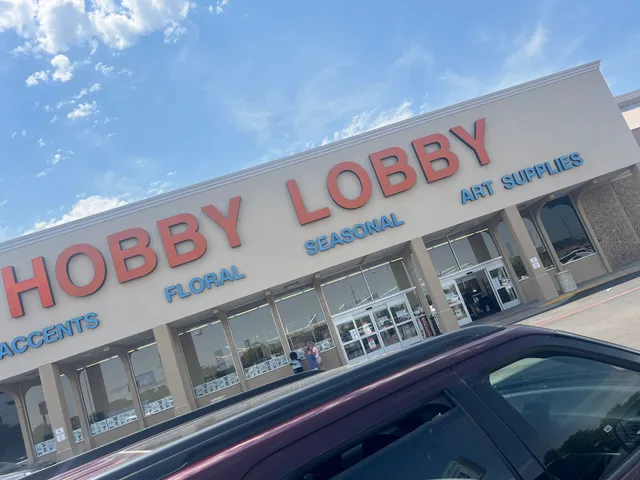 HOBBY LOBBY
ACCENTS FLORAL SEASONAL ART SUPPLIES